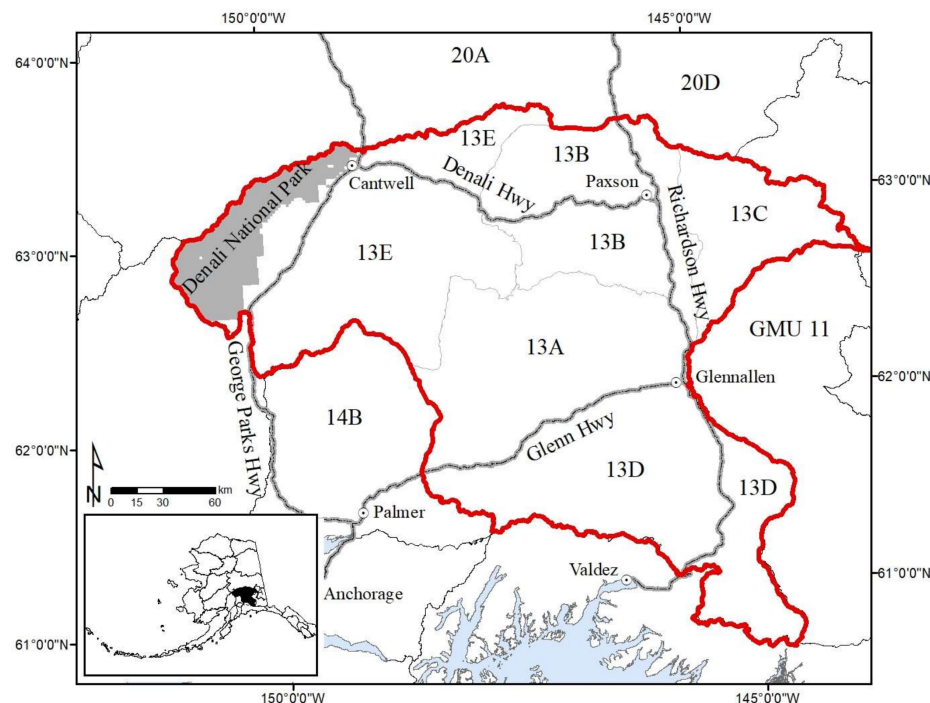 150°0'0"W
145°0'0"W
64°0'0"N
20A
20D
13E
13B
Denali Hwy
Paxson
Cantwell
63°0'0"N
13C
Denali National Park
Richardson Hwy
13B
63°0'0"N
13E
GMU 11
13A
62°0'0"N
Glennallen
George Parks Hwy
14B
Glenn Hwy
62°0'0"N
13D
13D
N
km
0 15 30 60
Palmer
Valdez
61°0'0"N
Anchorage
61°0'0"N
150°0'0"W
145°0'0"W